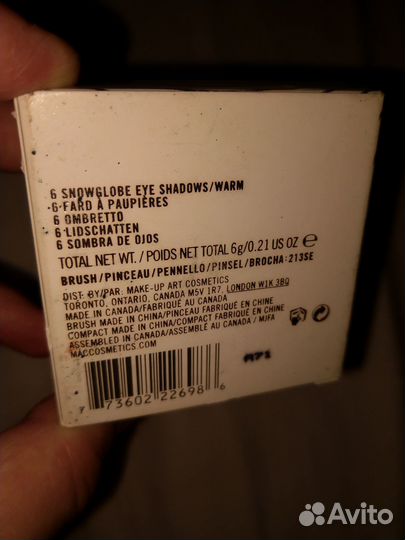 6 SNOWGLOBE EYE SHADOWS/WARM
6 FARD À PAUPIÈRES
6 OMBRETTO
6 LIDSCHATTEN
6 SOMBRA DE OJOS
TOTAL NET WT./POIDS NET TOTAL 6g/0.21 US OZ ℮
BRUSH/PINCEAU/PENNELLO/PINSEL/BROCHA:213SE
DIST. BY/PAR: MAKE-UP ART COSMETICS
TORONTO, ONTARIO, CANADA M5V 1R7. LONDON W1K 3BQ
MADE IN CANADA/FABRIQUÉ AU CANADA
BRUSH MADE IN CHINA/PINCEAU FABRIQUÉ EN CHINE
COMPACT MADE IN CHINA/COMPACT FABRIQUÉ EN CHINE
ASSEMBLED IN CANADA/ASSEMBLÉ AU CANADA / MJFA
MACCOSMETICS.COM
A71
7 73602 22698 6
Avito